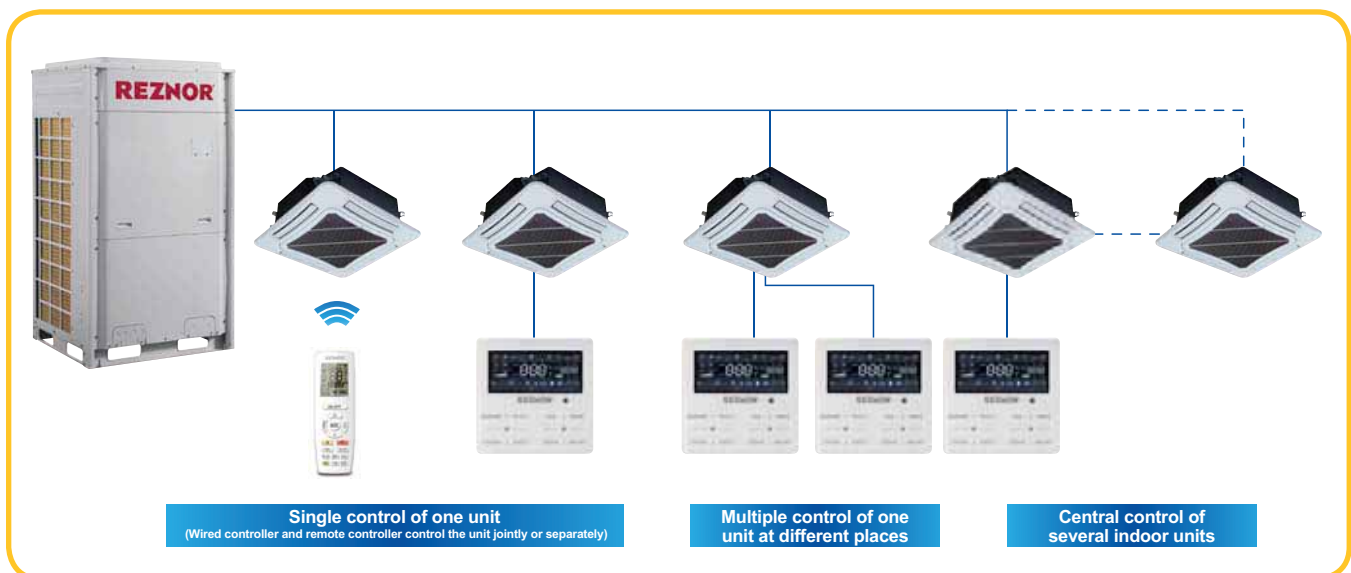 REZNOR
Single control of one unit
(Wired controller and remote controller control the unit jointly or separately)
Multiple control of one
unit at different places
Central control of
several indoor units